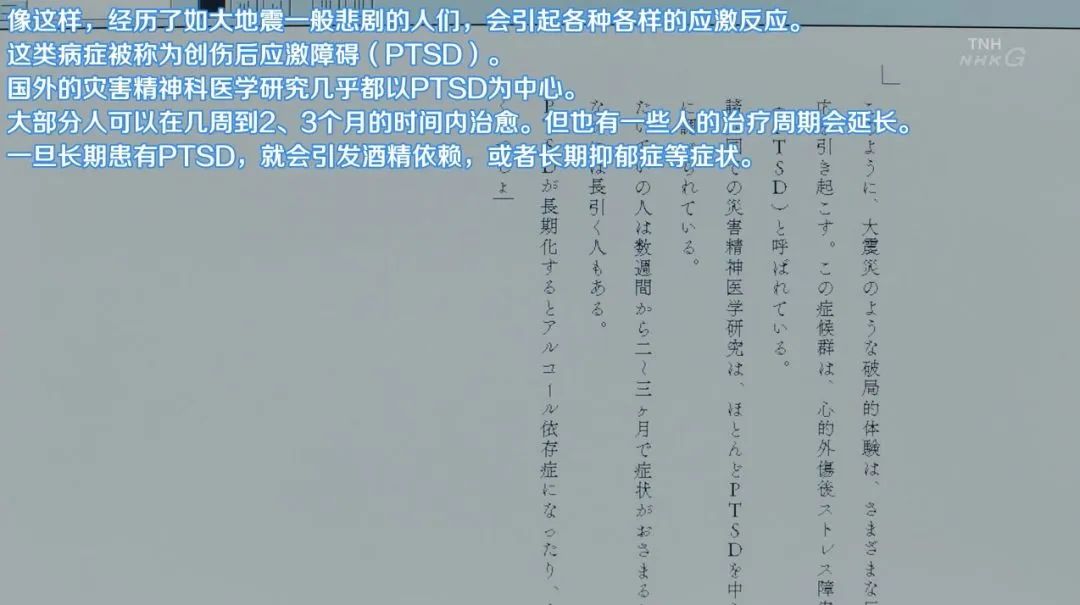 像这样，经历了如大地震一般悲剧的人们，会引起各种各样的应激反应。
这类病症被称为创伤后应激障碍（PTSD）。
国外的灾害精神科医学研究几乎都以PTSD为中心。
大部分人可以在几周到2、3个月的时间内治愈。但也有一些人的治疗周期会延长。
一旦长期患有PTSD，就会引发酒精依赖，或者长期抑郁症等症状。
TNH
NHK G
ように、大震災のような破局的体験は、さまざまな
引き起こす。この症候群は、心的外傷後ストレス障
TSD）と呼ばれている。
国での災害精神医学研究は、ほとんどPTSDを中
られている。
いの人は数週間から二～三ヶ月で症状がおさまる
は長引く人もある。
Dが長期化するとアルコール依存症になったり、